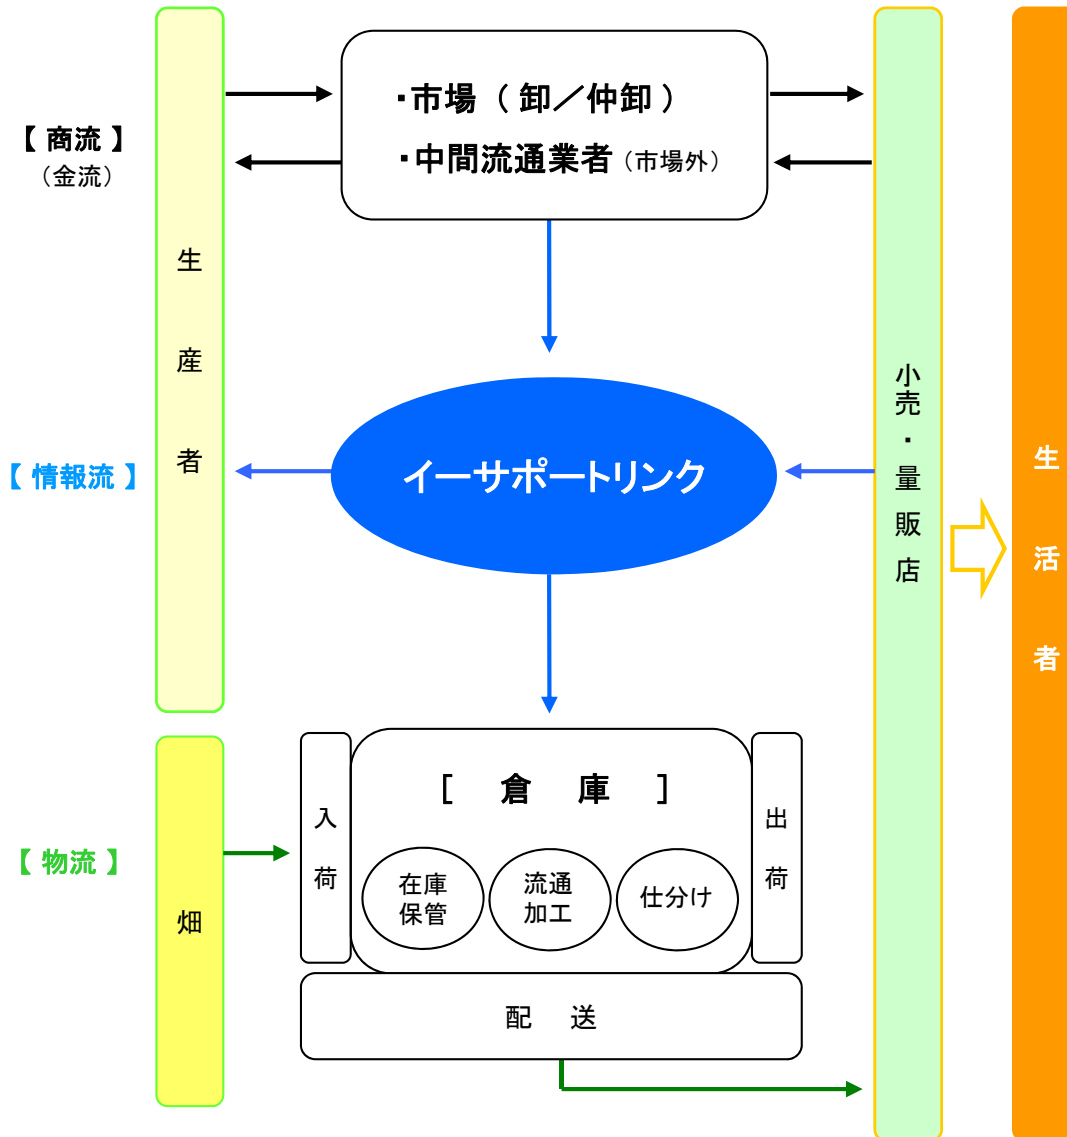 ・市場（ 卸／仲卸 ）
・中間流通業者（市場外）
【 商流 】
（金流）
生産者
【 情報流 】
イーサポートリンク
小売・量販店
生活者
【 物流 】
畑
入荷
［ 倉 庫 ］
在庫
保管
流通
加工
仕分け
出荷
配 送